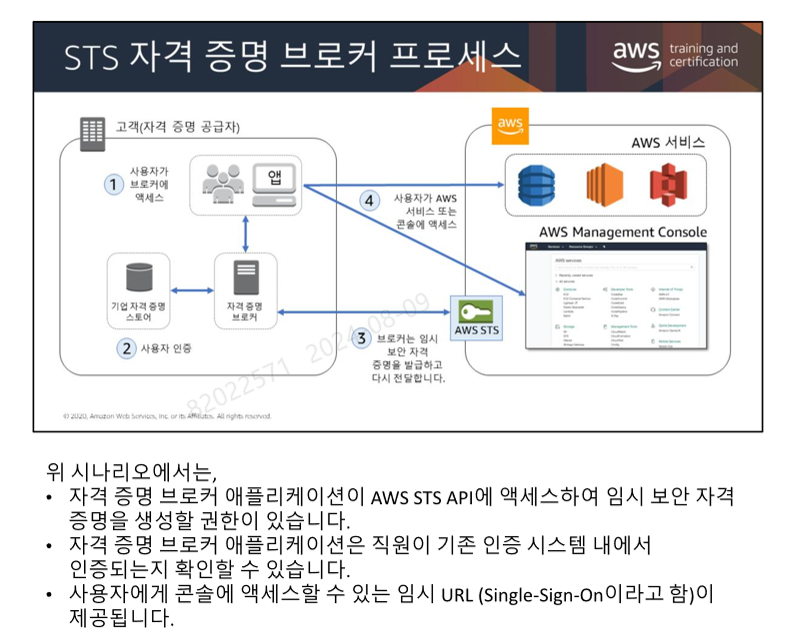 STS 자격 증명 브로커 프로세스
aws training and
certification
고객(자격 증명 공급자)
1
사용자가
브로커에
액세스
앱
기업 자격 증명
스토어
자격 증명
브로커
2
사용자 인증
aws
AWS 서비스
4
사용자가 AWS
서비스 또는
콘솔에 액세스
AWS Management Console
AWS services
AWS STS
3
브로커는 임시
보안 자격
증명을 발급하고
다시 전달합니다.
82022571 2024-08-09
© 2020, Amazon Web Services, Inc. or its Affiliates. All rights reserved.
위 시나리오에서는,
• 자격 증명 브로커 애플리케이션이 AWS STS API에 액세스하여 임시 보안 자격
증명을 생성할 권한이 있습니다.
• 자격 증명 브로커 애플리케이션은 직원이 기존 인증 시스템 내에서
인증되는지 확인할 수 있습니다.
• 사용자에게 콘솔에 액세스할 수 있는 임시 URL (Single-Sign-On이라고 함)이
제공됩니다.